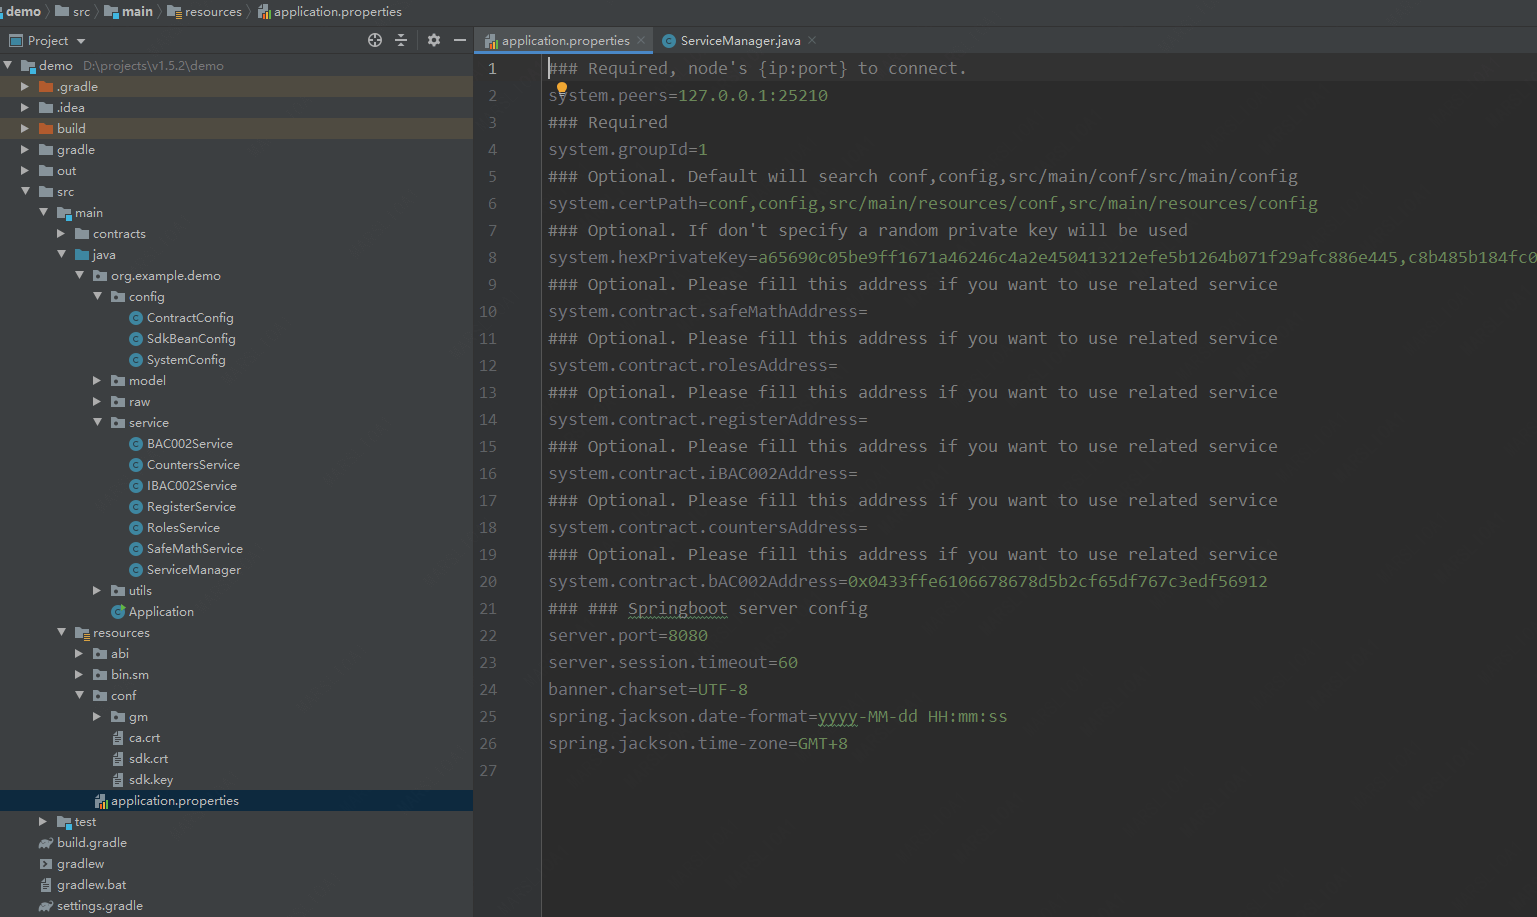 demo src main resources application.properties
Project
demo D:\projects\v1.5.2\demo
.gradle
.idea
build
gradle
out
src
main
contracts
java
org.example.demo
config
ContractConfig
SdkBeanConfig
SystemConfig
model
raw
service
BAC002Service
CountersService
IBAC002Service
RegisterService
RolesService
SafeMathService
ServiceManager
utils
Application
resources
abi
bin.sm
conf
gm
ca.crt
sdk.crt
sdk.key
application.properties
test
build.gradle
gradlew
gradlew.bat
settings.gradle
application.properties ServiceManager.java
1 ### Required, node's {ip:port} to connect.
2 system.peers=127.0.0.1:25210
3 ### Required
4 system.groupId=1
5 ### Optional. Default will search conf,config,src/main/conf/src/main/config
6 system.certPath=conf,config,src/main/resources/conf,src/main/resources/config
7 ### Optional. If don't specify a random private key will be used
8 system.hexPrivateKey=a65690c05be9ff1671a46246c4a2e450413212efe5b1264b071f29afc886e445,c8b485b184fc0
9 ### Optional. Please fill this address if you want to use related service
10 system.contract.safeMathAddress=
11 ### Optional. Please fill this address if you want to use related service
12 system.contract.rolesAddress=
13 ### Optional. Please fill this address if you want to use related service
14 system.contract.registerAddress=
15 ### Optional. Please fill this address if you want to use related service
16 system.contract.iBAC002Address=
17 ### Optional. Please fill this address if you want to use related service
18 system.contract.countersAddress=
19 ### Optional. Please fill this address if you want to use related service
20 system.contract.bAC002Address=0x0433ffe6106678678d5b2cf65df767c3edf56912
21 ### ### Springboot server config
22 server.port=8080
23 server.session.timeout=60
24 banner.charset=UTF-8
25 spring.jackson.date-format=yyyy-MM-dd HH:mm:ss
26 spring.jackson.time-zone=GMT+8
27